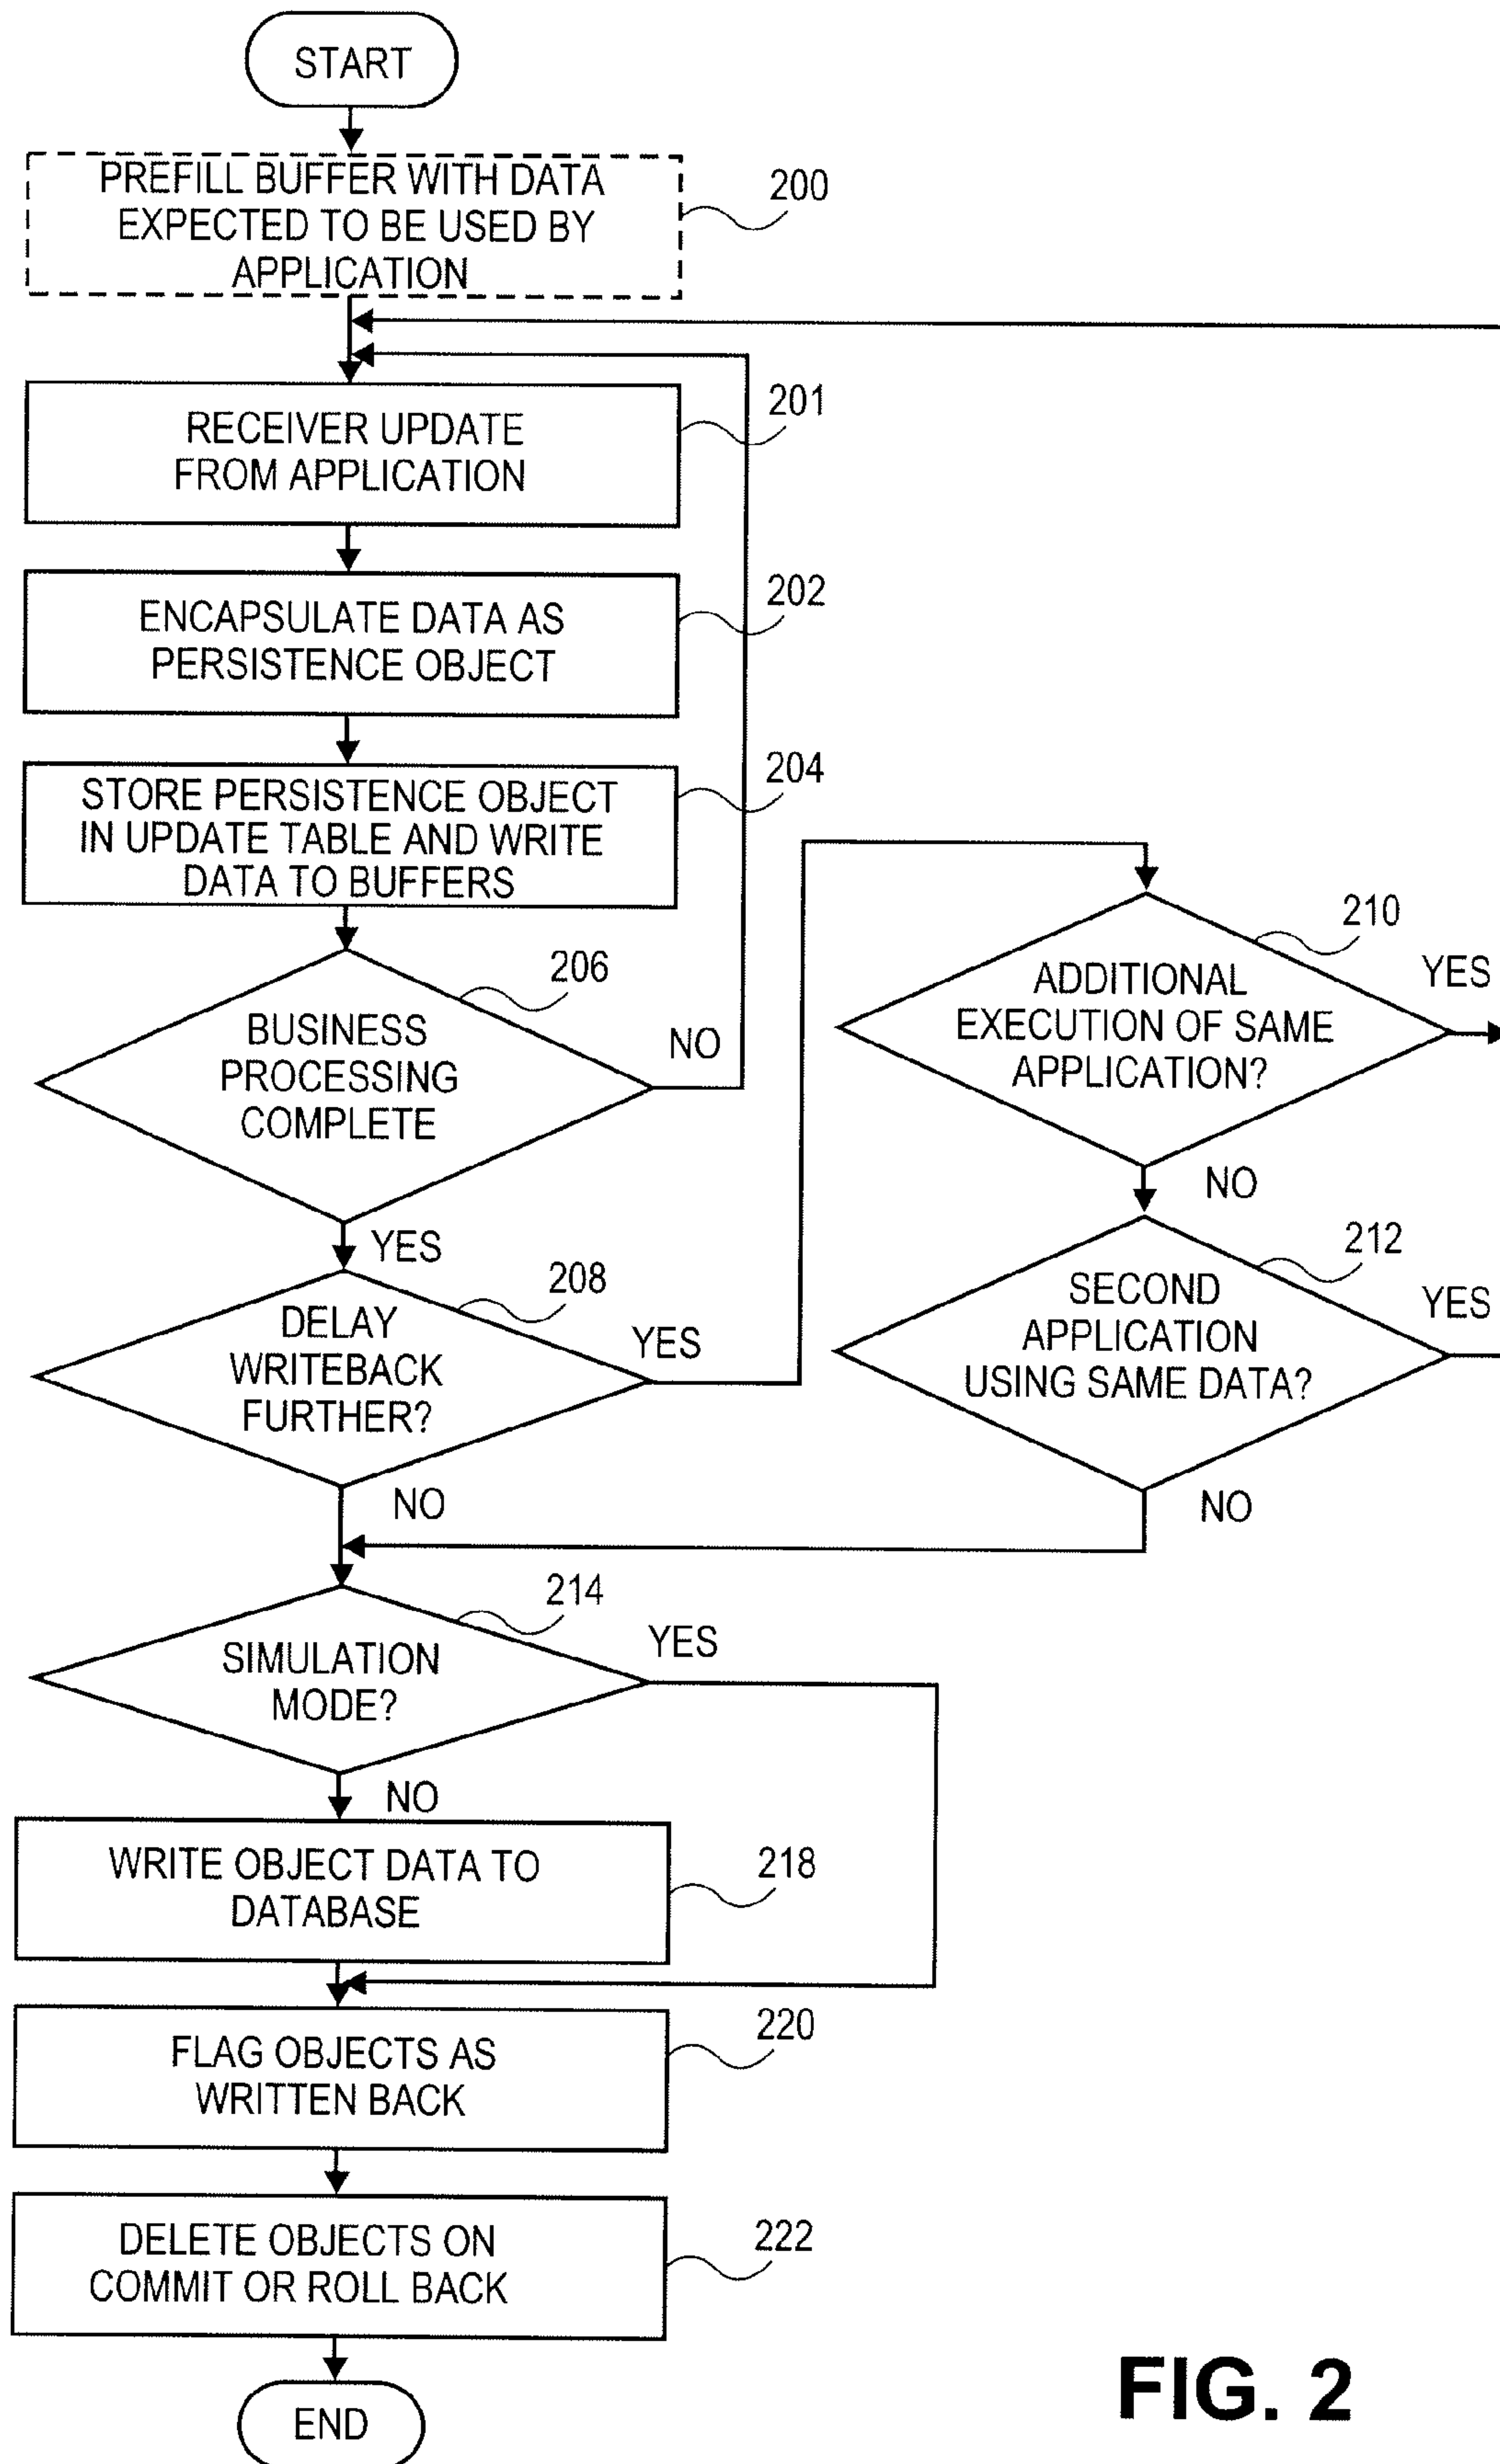 START
PREFILL BUFFER WITH DATA
EXPECTED TO BE USED BY
APPLICATION
200
RECEIVER UPDATE
FROM APPLICATION
201
ENCAPSULATE DATA AS
PERSISTENCE OBJECT
202
STORE PERSISTENCE OBJECT
IN UPDATE TABLE AND WRITE
DATA TO BUFFERS
204
BUSINESS
PROCESSING
COMPLETE
206
NO
YES
DELAY
WRITEBACK
FURTHER?
208
YES
NO
ADDITIONAL
EXECUTION OF SAME
APPLICATION?
210
YES
NO
SECOND
APPLICATION
USING SAME DATA?
212
YES
NO
SIMULATION
MODE?
214
YES
NO
WRITE OBJECT DATA TO
DATABASE
218
FLAG OBJECTS AS
WRITTEN BACK
220
DELETE OBJECTS ON
COMMIT OR ROLL BACK
222
END
FIG. 2